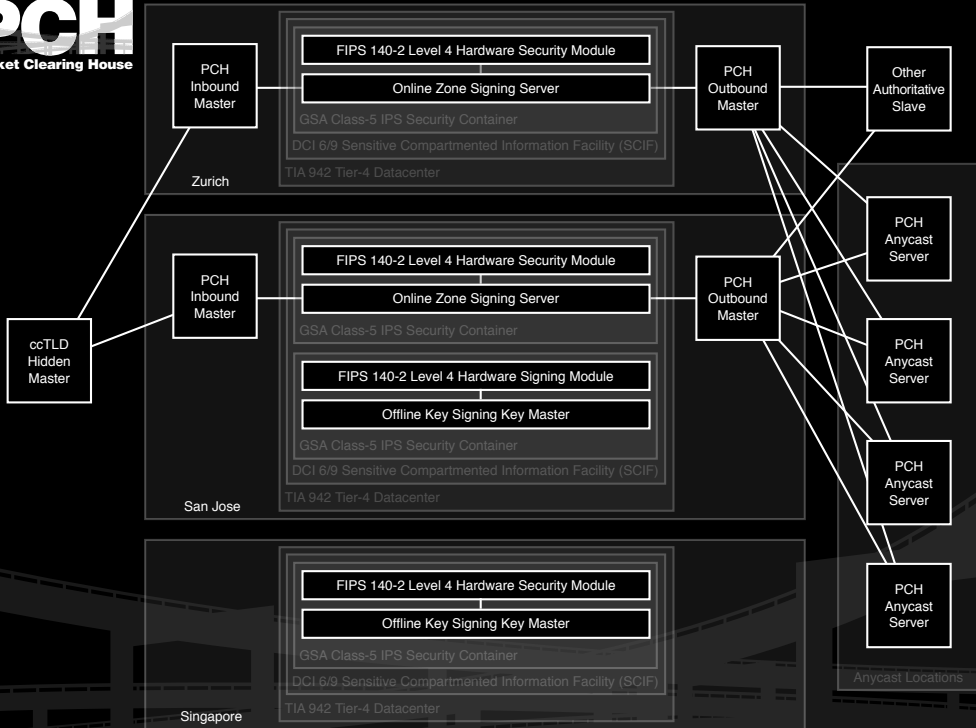 PCH
ket Clearing House
FIPS 140-2 Level 4 Hardware Security Module
Online Zone Signing Server
GSA Class-5 IPS Security Container
DCI 6/9 Sensitive Compartmented Information Facility (SCIF)
TIA 942 Tier-4 Datacenter
Zurich
PCH
Inbound
Master
PCH
Outbound
Master
Other
Authoritative
Slave
FIPS 140-2 Level 4 Hardware Security Module
Online Zone Signing Server
GSA Class-5 IPS Security Container
FIPS 140-2 Level 4 Hardware Signing Module
Offline Key Signing Key Master
GSA Class-5 IPS Security Container
DCI 6/9 Sensitive Compartmented Information Facility (SCIF)
TIA 942 Tier-4 Datacenter
San Jose
PCH
Inbound
Master
PCH
Outbound
Master
ccTLD
Hidden
Master
PCH
Anycast
Server
PCH
Anycast
Server
PCH
Anycast
Server
PCH
Anycast
Server
Anycast Locations
FIPS 140-2 Level 4 Hardware Security Module
Offline Key Signing Key Master
GSA Class-5 IPS Security Container
DCI 6/9 Sensitive Compartmented Information Facility (SCIF)
TIA 942 Tier-4 Datacenter
Singapore